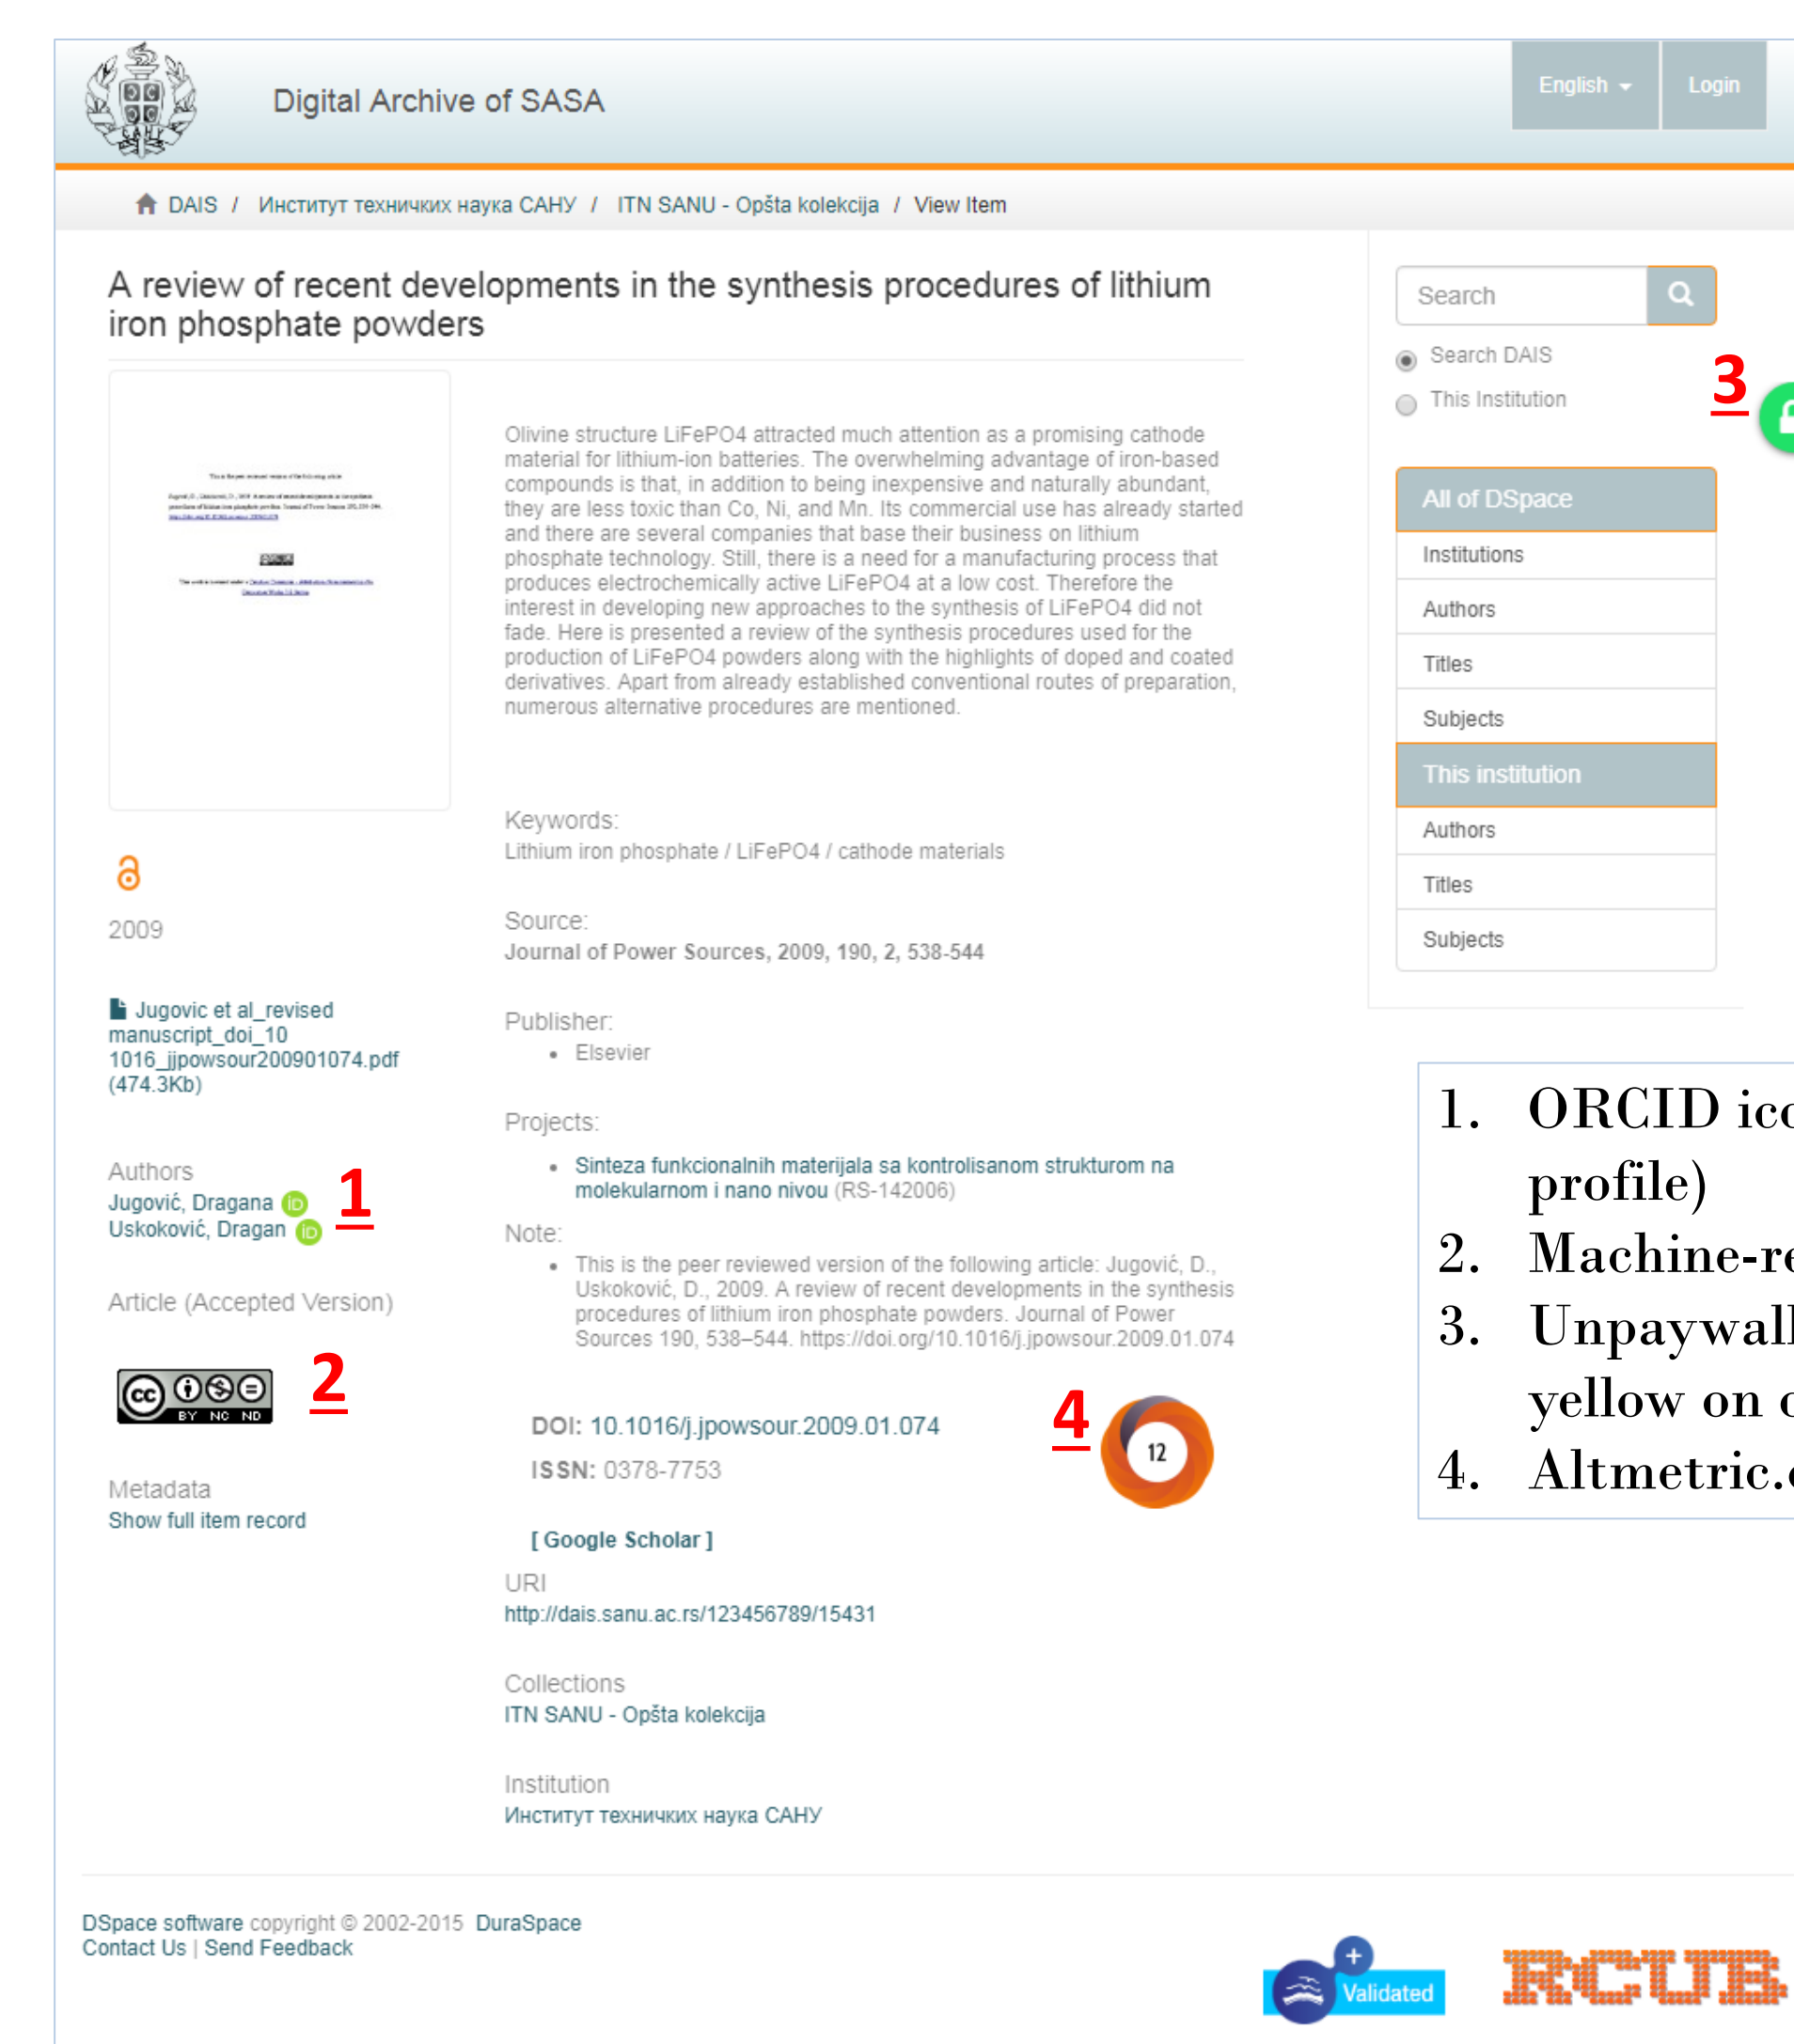 Digital Archive of SASA
English
Login
DAIS / Институт техничких наука САНУ / ITN SANU - Opšta kolekcija / View Item
A review of recent developments in the synthesis procedures of lithium
iron phosphate powders
Olivine structure LiFePO4 attracted much attention as a promising cathode
material for lithium-ion batteries. The overwhelming advantage of iron-based
compounds is that, in addition to being inexpensive and naturally abundant,
they are less toxic than Co, Ni, and Mn. Its commercial use has already started
and there are several companies that base their business on lithium
phosphate technology. Still, there is a need for a manufacturing process that
produces electrochemically active LiFePO4 at a low cost. Therefore the
interest in developing new approaches to the synthesis of LiFePO4 did not
fade. Here is presented a review of the synthesis procedures used for the
production of LiFePO4 powders along with the highlights of doped and coated
derivatives. Apart from already established conventional routes of preparation,
numerous alternative procedures are mentioned.
2009
Jugovic et al_revised
manuscript_doi_10
1016_jjpowsour200901074.pdf
(474.3Kb)
Authors
Jugović, Dragana iD
Uskoković, Dragan iD
1
Article (Accepted Version)
cc BY NC ND
2
Metadata
Show full item record
Keywords:
Lithium iron phosphate / LiFePO4 / cathode materials
Source:
Journal of Power Sources, 2009, 190, 2, 538-544
Publisher:
• Elsevier
Projects:
• Sinteza funkcionalnih materijala sa kontrolisanom strukturom na
molekularnom i nano nivou (RS-142006)
Note:
• This is the peer reviewed version of the following article: Jugović, D.,
Uskoković, D., 2009. A review of recent developments in the synthesis
procedures of lithium iron phosphate powders. Journal of Power
Sources 190, 538–544. https://doi.org/10.1016/j.jpowsour.2009.01.074
DOI: 10.1016/j.jpowsour.2009.01.074
ISSN: 0378-7753
4
12
[ Google Scholar ]
URI
http://dais.sanu.ac.rs/123456789/15431
Collections
ITN SANU - Opšta kolekcija
Institution
Институт техничких наука САНУ
Search
Search DAIS
This Institution
3
All of DSpace
Institutions
Authors
Titles
Subjects
This institution
Authors
Titles
Subjects
1. ORCID ico
profile)
2. Machine-re
3. Unpaywall
yellow on
4. Altmetric.
DSpace software copyright © 2002-2015 DuraSpace
Contact Us | Send Feedback
Validated
RCUB